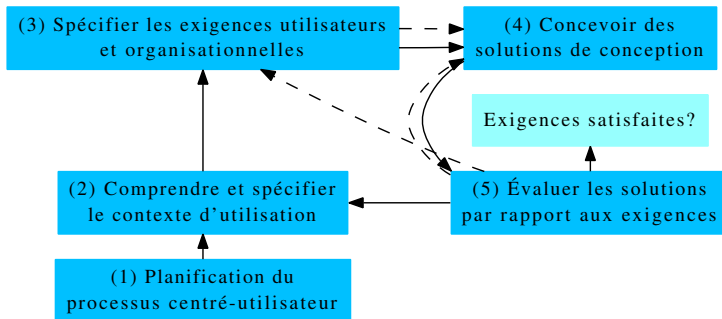 (3) Spécifier les exigences utilisateurs
et organisationnelles
(4) Concevoir des
solutions de conception
Exigences satisfaites?
(2) Comprendre et spécifier
le contexte d'utilisation
(5) Évaluer les solutions
par rapport aux exigences
(1) Planification du
processus centré-utilisateur